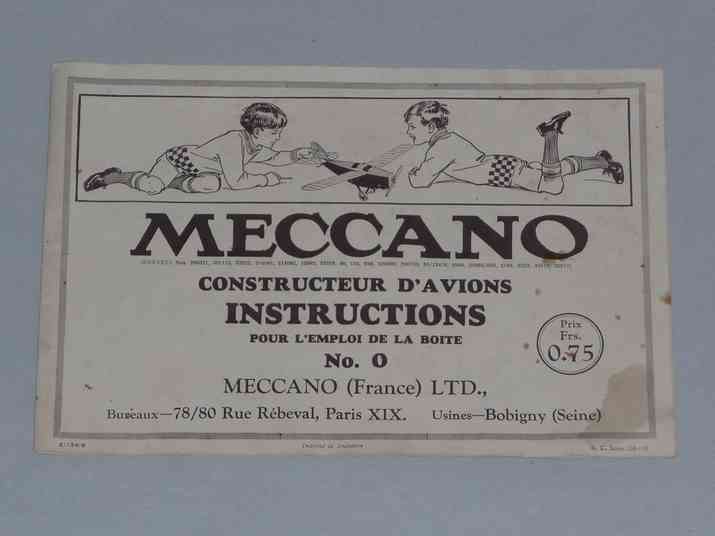 MECCANO
CONSTRUCTEUR D'AVIONS
INSTRUCTIONS
POUR L'EMPLOI DE LA BOITE
No. 0
Prix
Frs.
0.75
MECCANO (France) LTD.,
Bureaux—78/80 Rue Rébeval, Paris XIX. Usines—Bobigny (Seine)